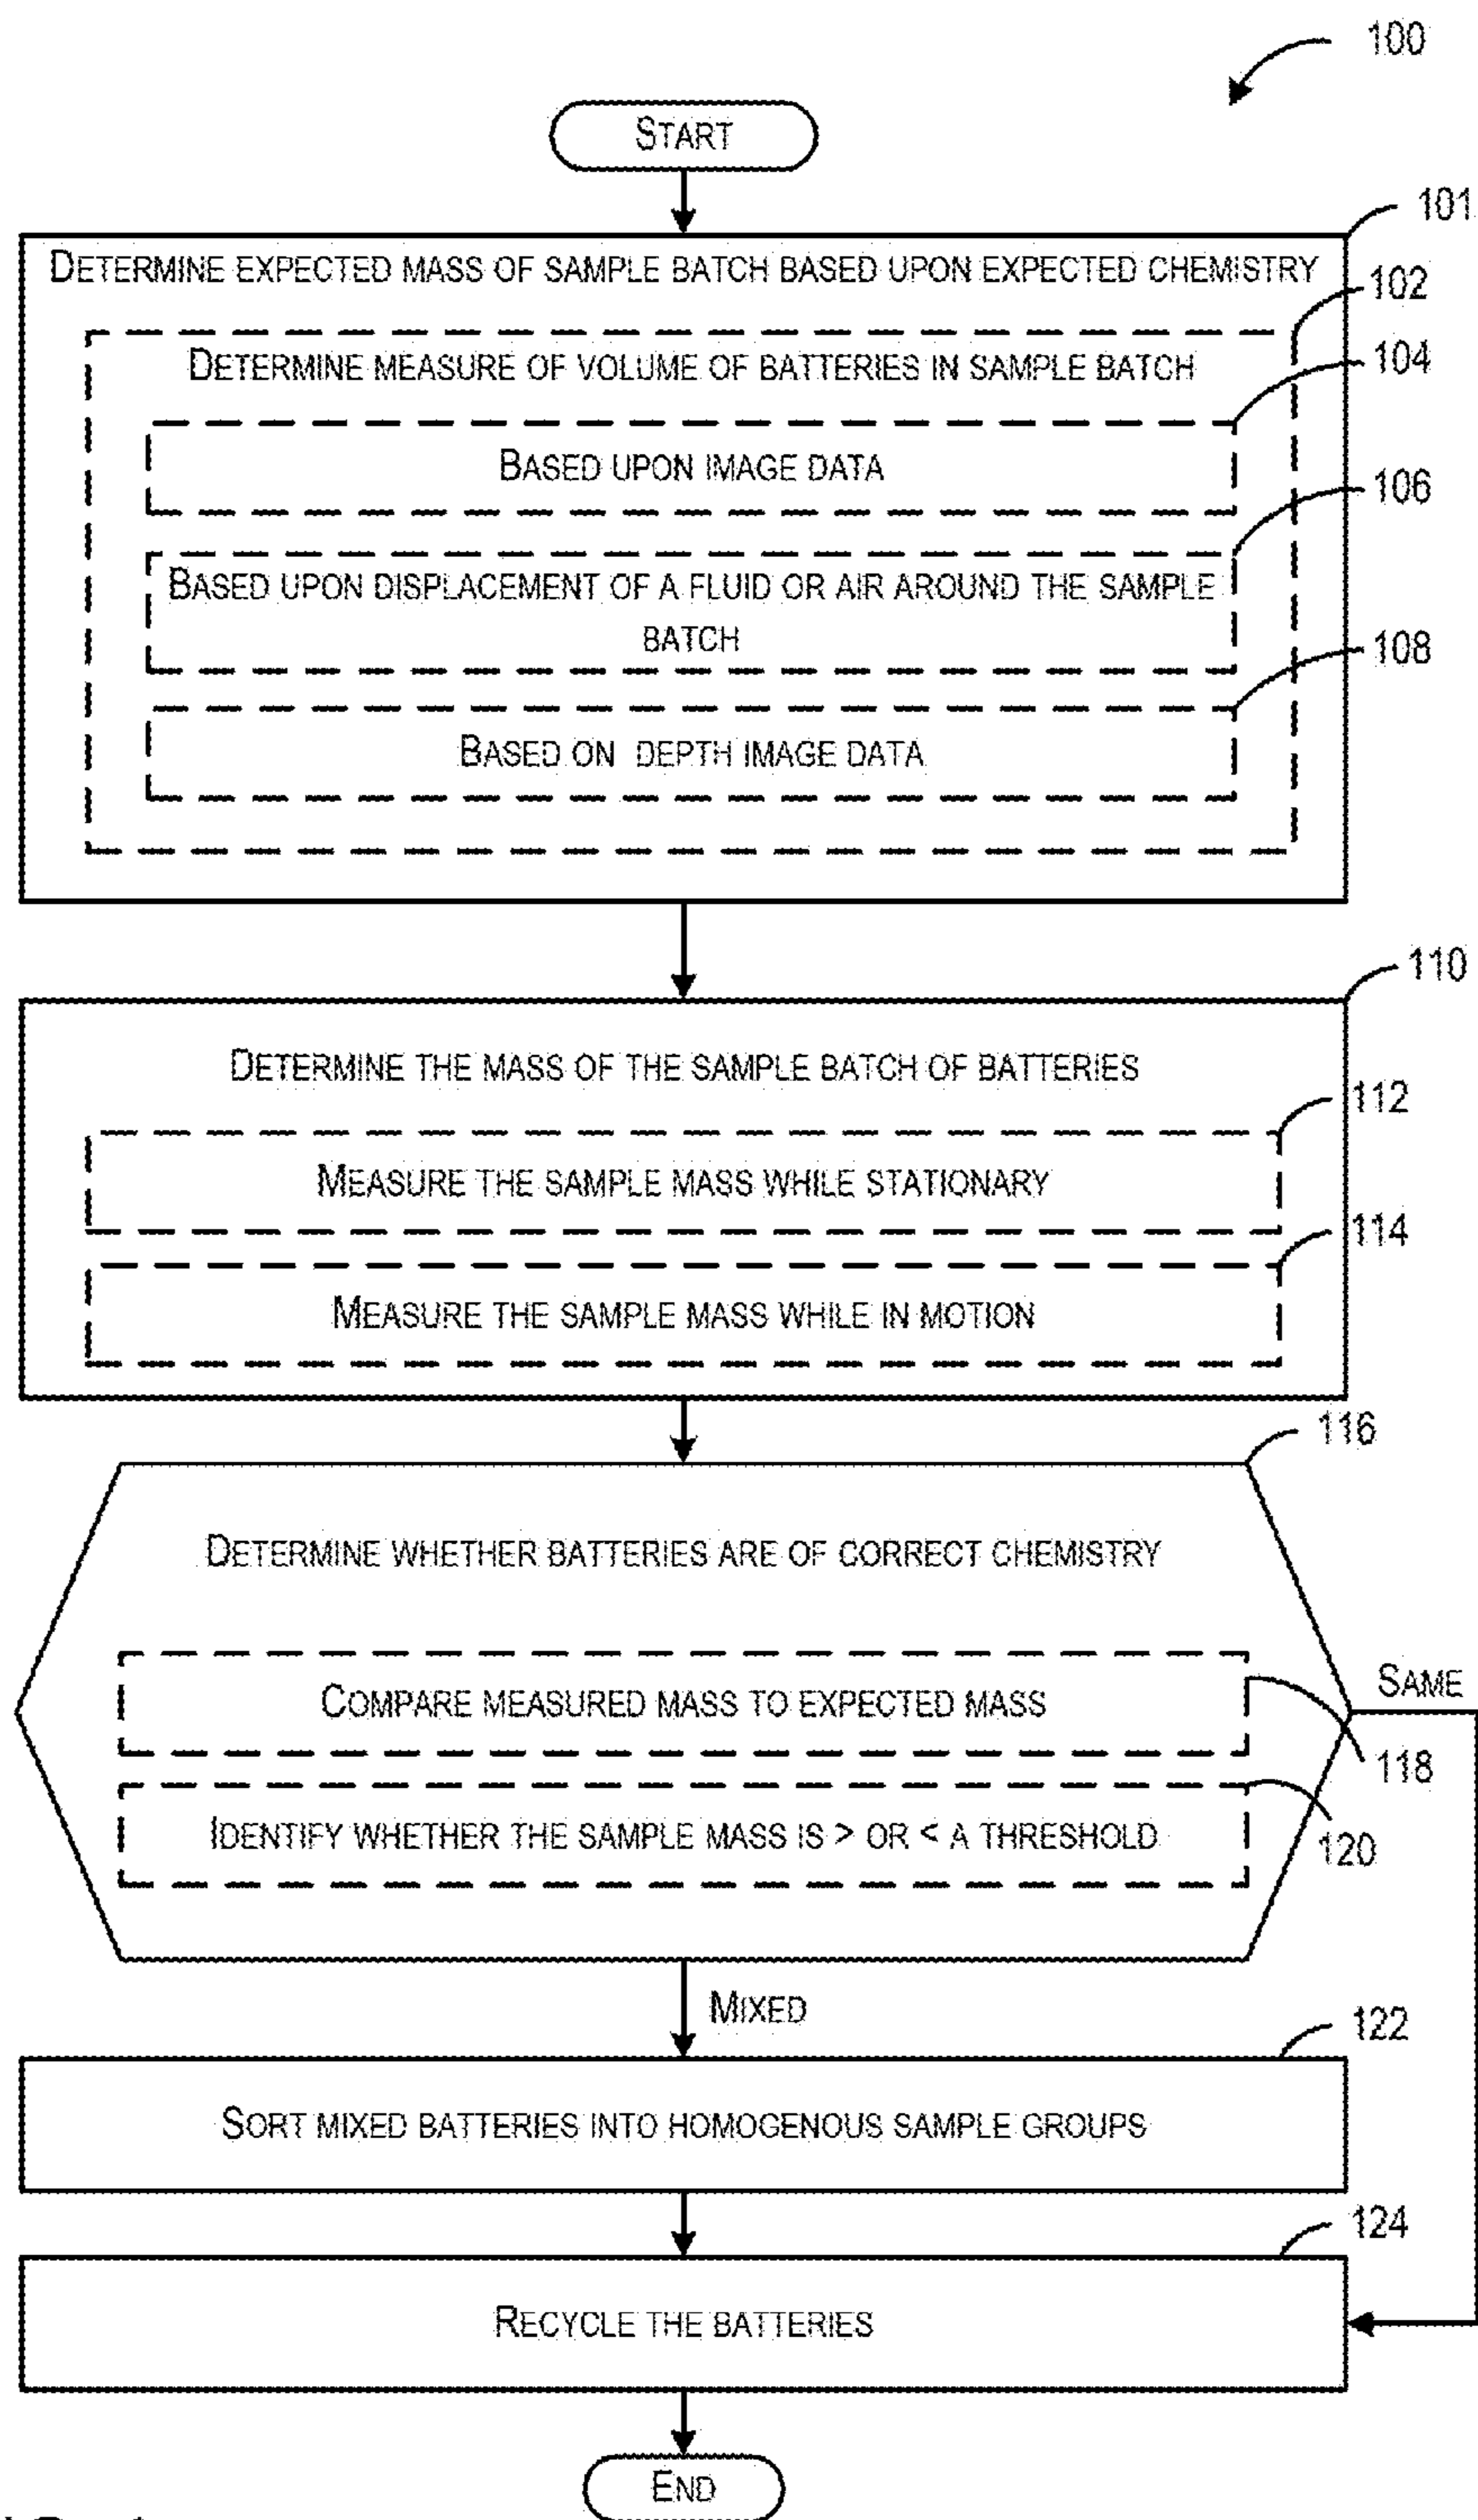 100
START
101
DETERMINE EXPECTED MASS OF SAMPLE BATCH BASED UPON EXPECTED CHEMISTRY
102
DETERMINE MEASURE OF VOLUME OF BATTERIES IN SAMPLE BATCH
104
BASED UPON IMAGE DATA
106
BASED UPON DISPLACEMENT OF A FLUID OR AIR AROUND THE SAMPLE
BATCH
108
BASED ON DEPTH IMAGE DATA
110
DETERMINE THE MASS OF THE SAMPLE BATCH OF BATTERIES
112
MEASURE THE SAMPLE MASS WHILE STATIONARY
114
MEASURE THE SAMPLE MASS WHILE IN MOTION
116
DETERMINE WHETHER BATTERIES ARE OF CORRECT CHEMISTRY
SAME
COMPARE MEASURED MASS TO EXPECTED MASS
118
IDENTIFY WHETHER THE SAMPLE MASS IS > OR < A THRESHOLD
120
MIXED
122
SORT MIXED BATTERIES INTO HOMOGENOUS SAMPLE GROUPS
124
RECYCLE THE BATTERIES
END